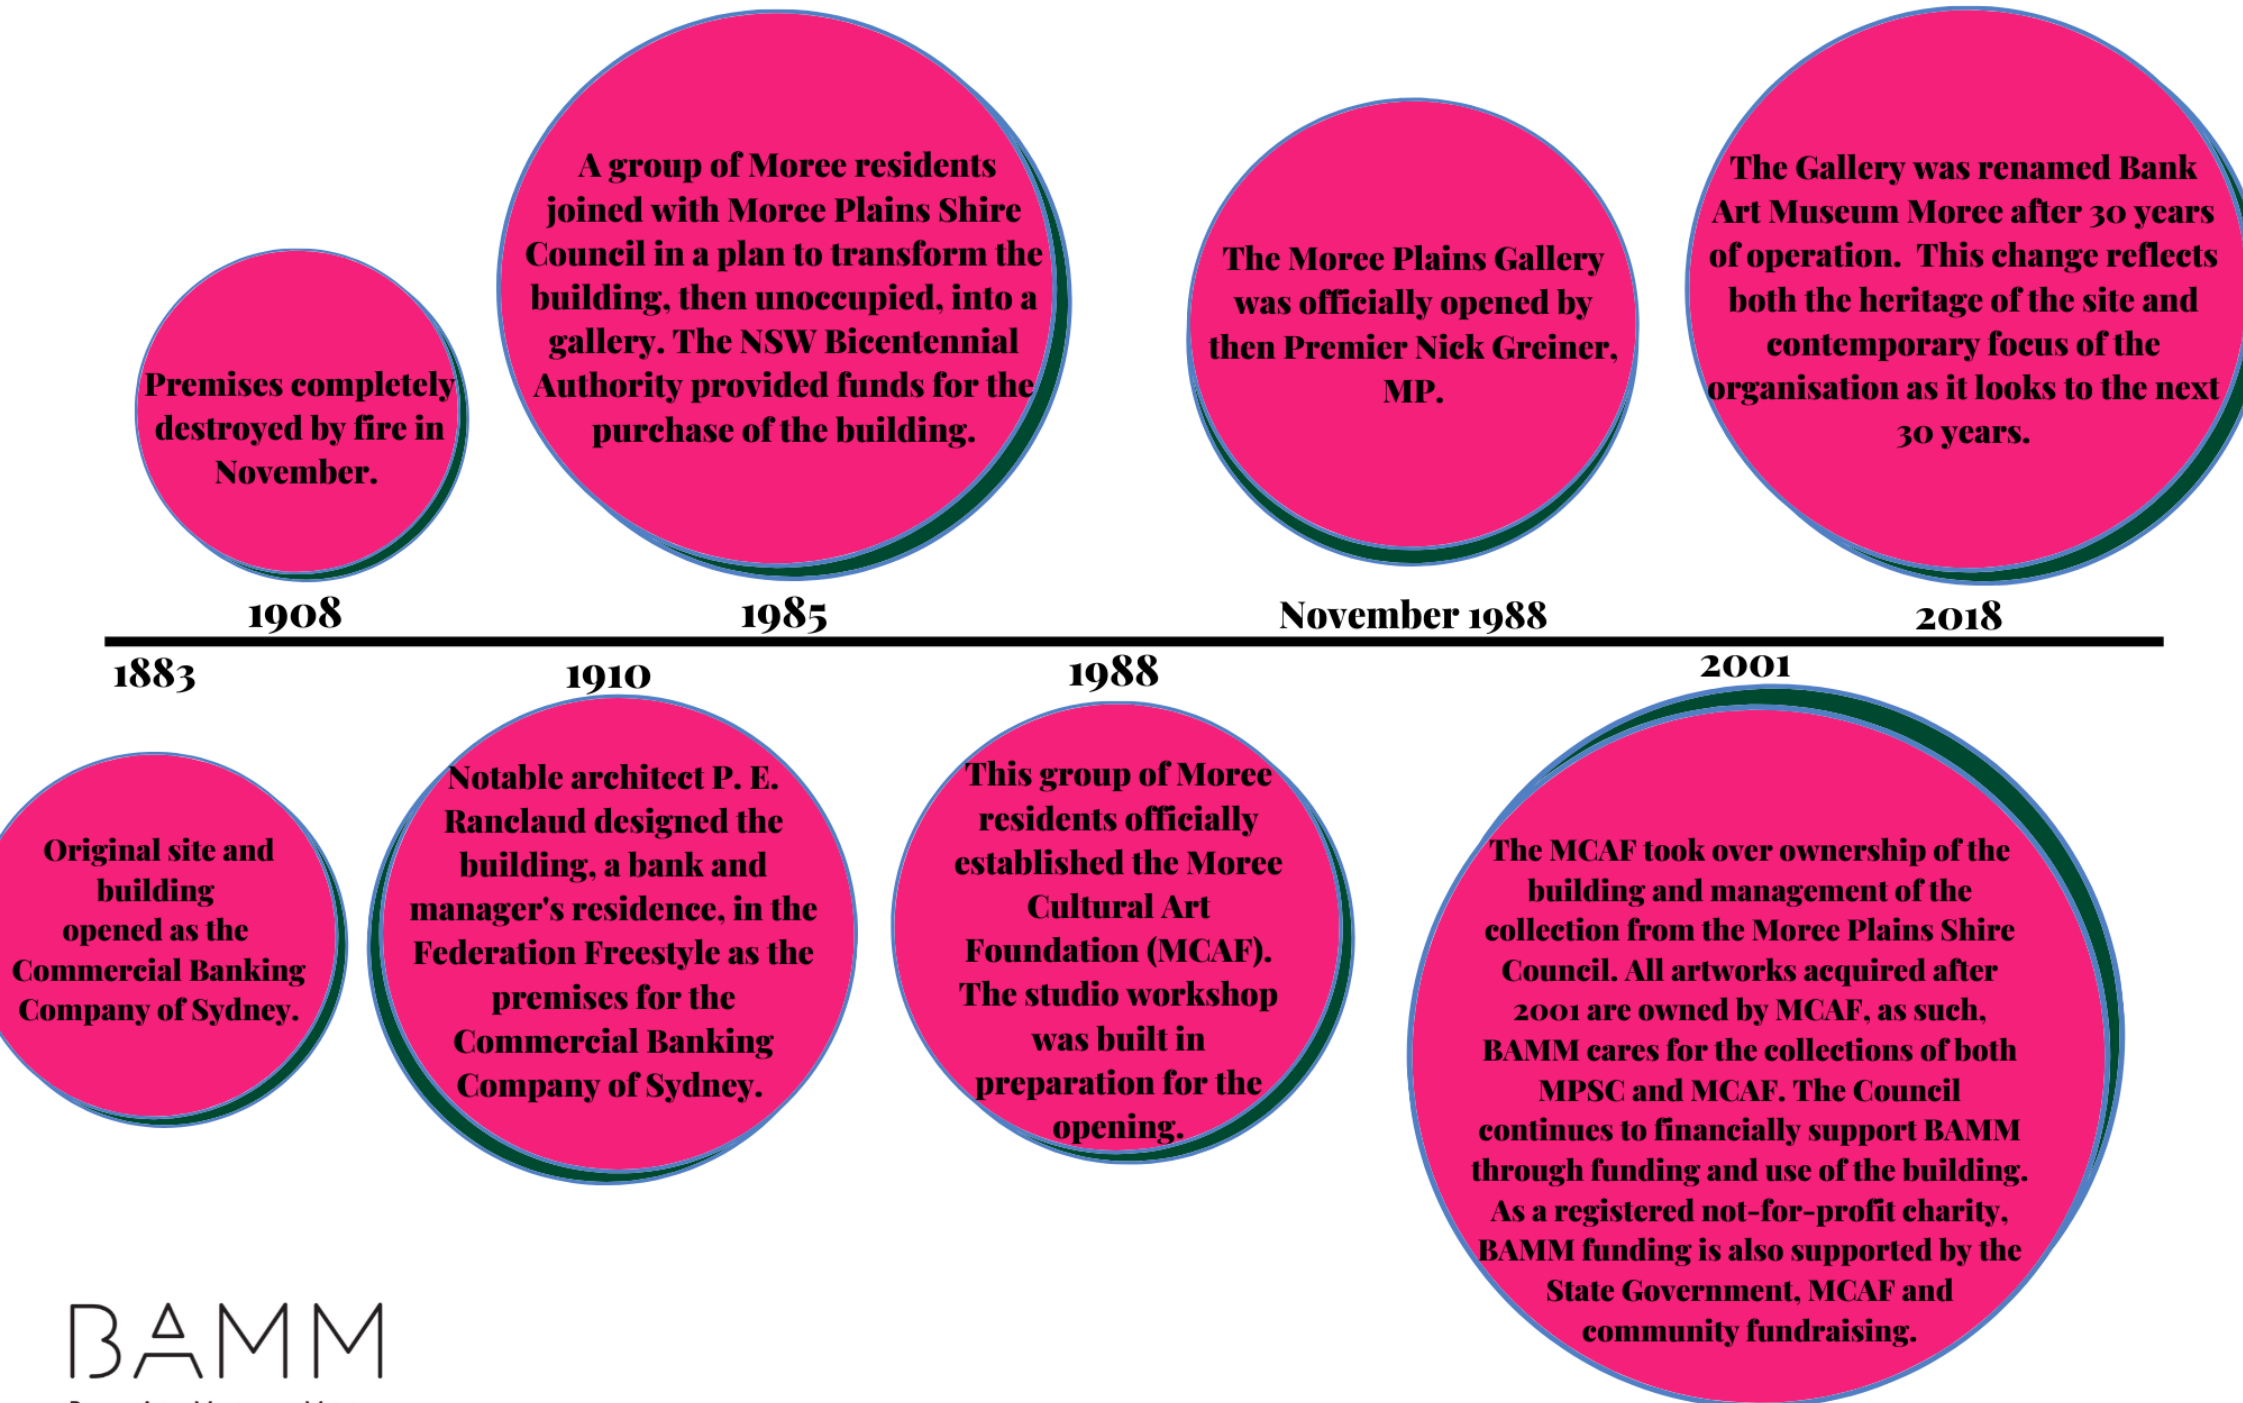 Premises completely
destroyed by fire in
November.
1908
A group of Moree residents
joined with Moree Plains Shire
Council in a plan to transform the
building, then unoccupied, into a
gallery. The NSW Bicentennial
Authority provided funds for the
purchase of the building.
1985
The Moree Plains Gallery
was officially opened by
then Premier Nick Greiner,
MP.
November 1988
The Gallery was renamed Bank
Art Museum Moree after 30 years
of operation.  This change reflects
both the heritage of the site and
contemporary focus of the
organisation as it looks to the next
30 years.
2018
1883
Original site and
building
opened as the
Commercial Banking
Company of Sydney.
1910
Notable architect P. E.
Ranclaud designed the
building, a bank and
manager's residence, in the
Federation Freestyle as the
premises for the
Commercial Banking
Company of Sydney.
1988
This group of Moree
residents officially
established the Moree
Cultural Art
Foundation (MCAF).
The studio workshop
was built in
preparation for the
opening.
2001
The MCAF took over ownership of the
building and management of the
collection from the Moree Plains Shire
Council. All artworks acquired after
2001 are owned by MCAF, as such,
BAMM cares for the collections of both
MPSC and MCAF. The Council
continues to financially support BAMM
through funding and use of the building.
As a registered not-for-profit charity,
BAMM funding is also supported by the
State Government, MCAF and
community fundraising.
BAMM